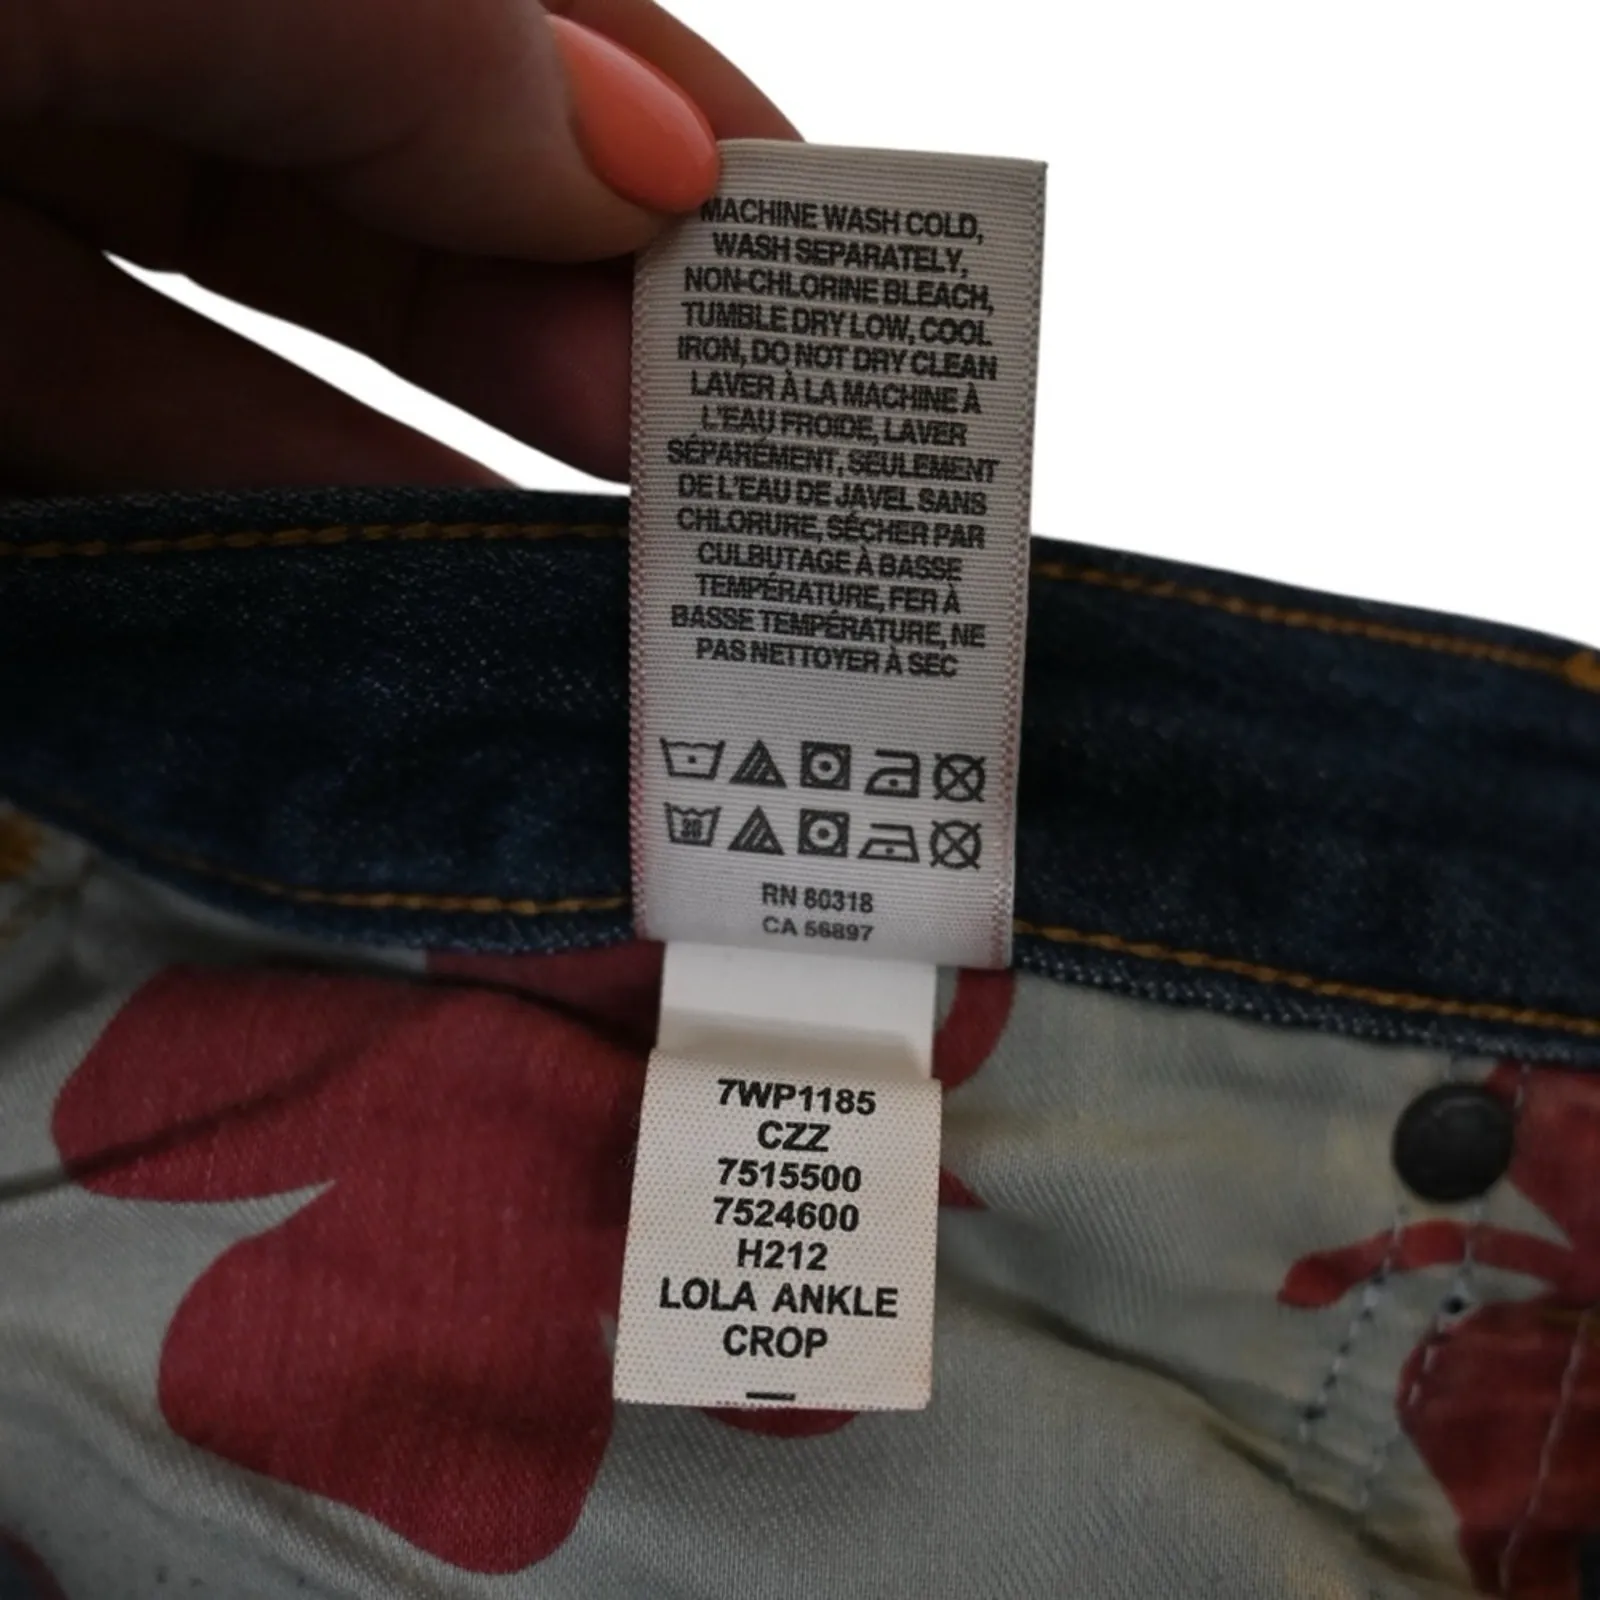 MACHINE WASH COLD,
WASH SEPARATELY,
NON-CHLORINE BLEACH,
TUMBLE DRY LOW, COOL
IRON, DO NOT DRY CLEAN
LAVER À LA MACHINE À
L'EAU FROIDE, LAVER
SÉPARÉMENT, SEULEMENT
DE L'EAU DE JAVEL SANS
CHLORURE, SÉCHER PAR
CULBUTAGE À BASSE
TEMPÉRATURE, FER À
BASSE TEMPÉRATURE, NE
PAS NETTOYER À SEC
30
RN 80318
CA 56897
7WP1185
CZZ
7515500
7524600
H212
LOLA ANKLE
CROP